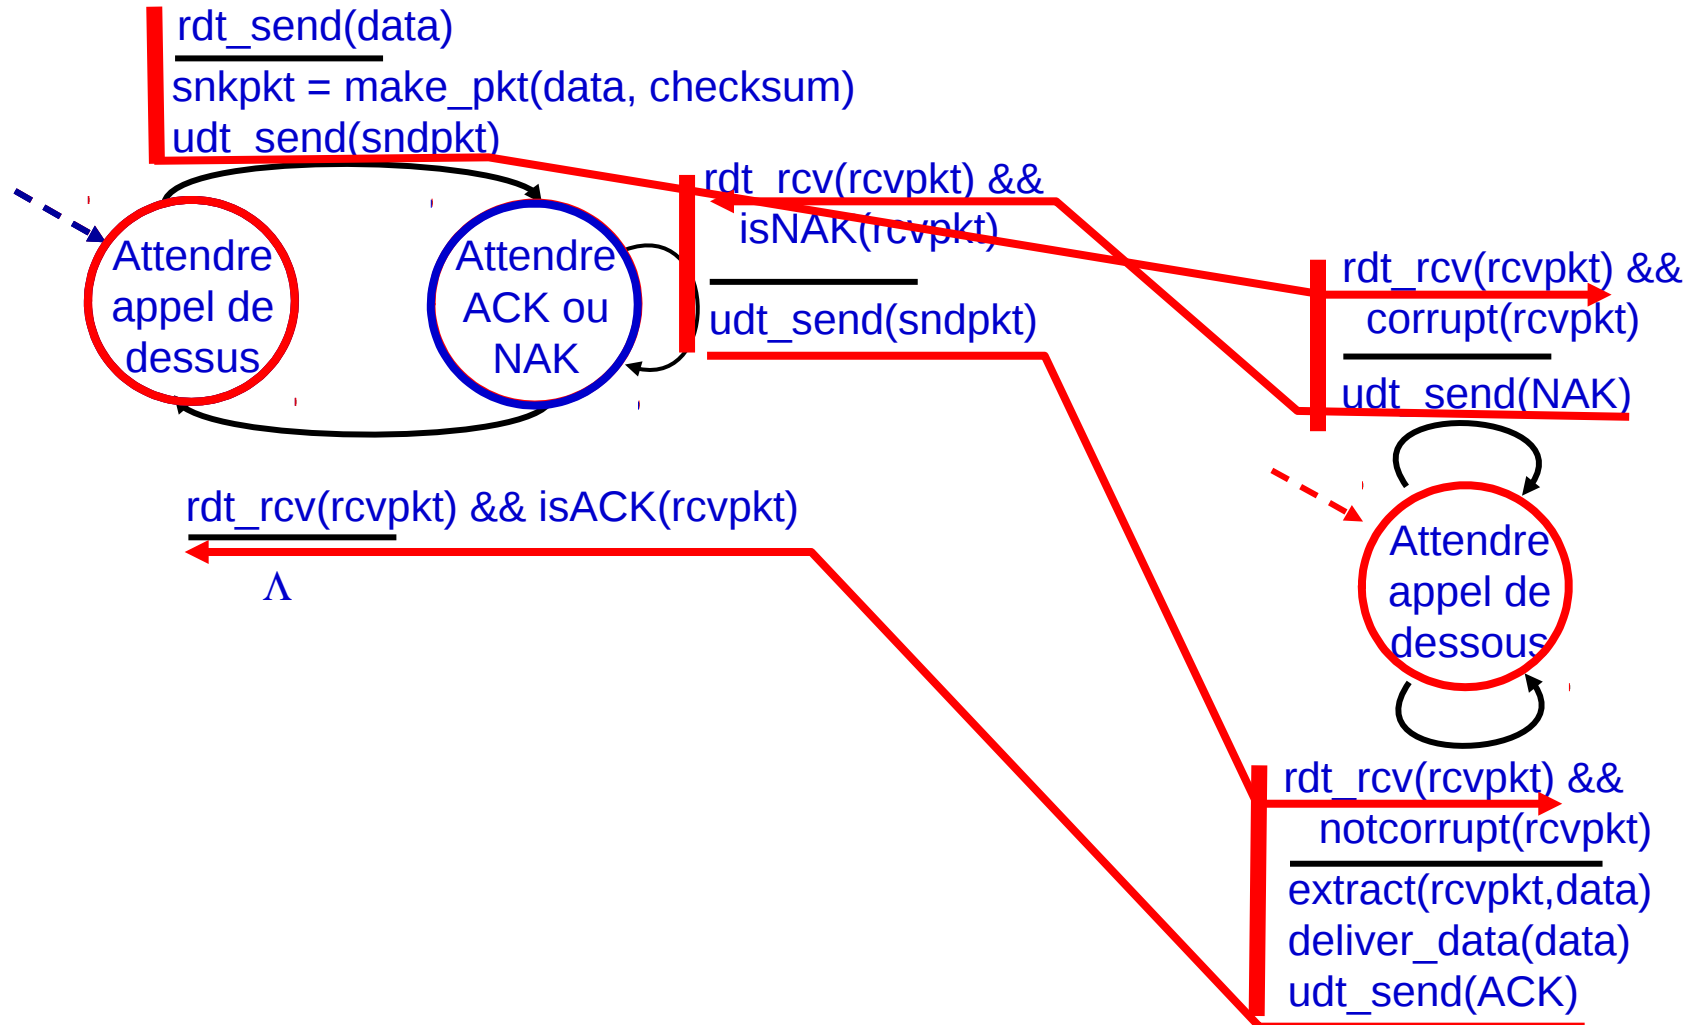 rdt_send(data)
snkpkt = make_pkt(data, checksum)
udt_send(sndpkt)
rdt_rcv(rcvpkt) &&
isNAK(rcvpkt)
udt_send(sndpkt)
Attendre
appel de
dessus
Attendre
ACK ou
NAK
rdt_rcv(rcvpkt) && isACK(rcvpkt)
Λ
rdt_rcv(rcvpkt) &&
corrupt(rcvpkt)
udt_send(NAK)
Attendre
appel de
dessous
rdt_rcv(rcvpkt) &&
notcorrupt(rcvpkt)
extract(rcvpkt,data)
deliver_data(data)
udt_send(ACK)